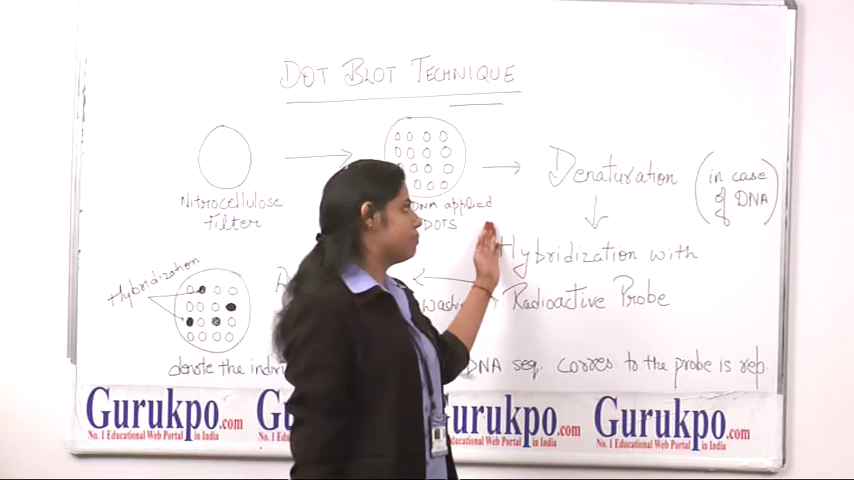 DOT BLOT TECHNIQUE
Nitrocellulose
Filter
DNA applied
DOTS
Denaturation
(in case
of DNA)
Hybridization with
Radioactive Probe
Hybridization
denote the
DNA seq. corres to the probe is rep
Gurukpo.com
No. 1 Educational Web Portal in India
Gurukpo.com
No. 1 Educational Web Portal in India
Gurukpo.com
No. 1 Educational Web Portal in India